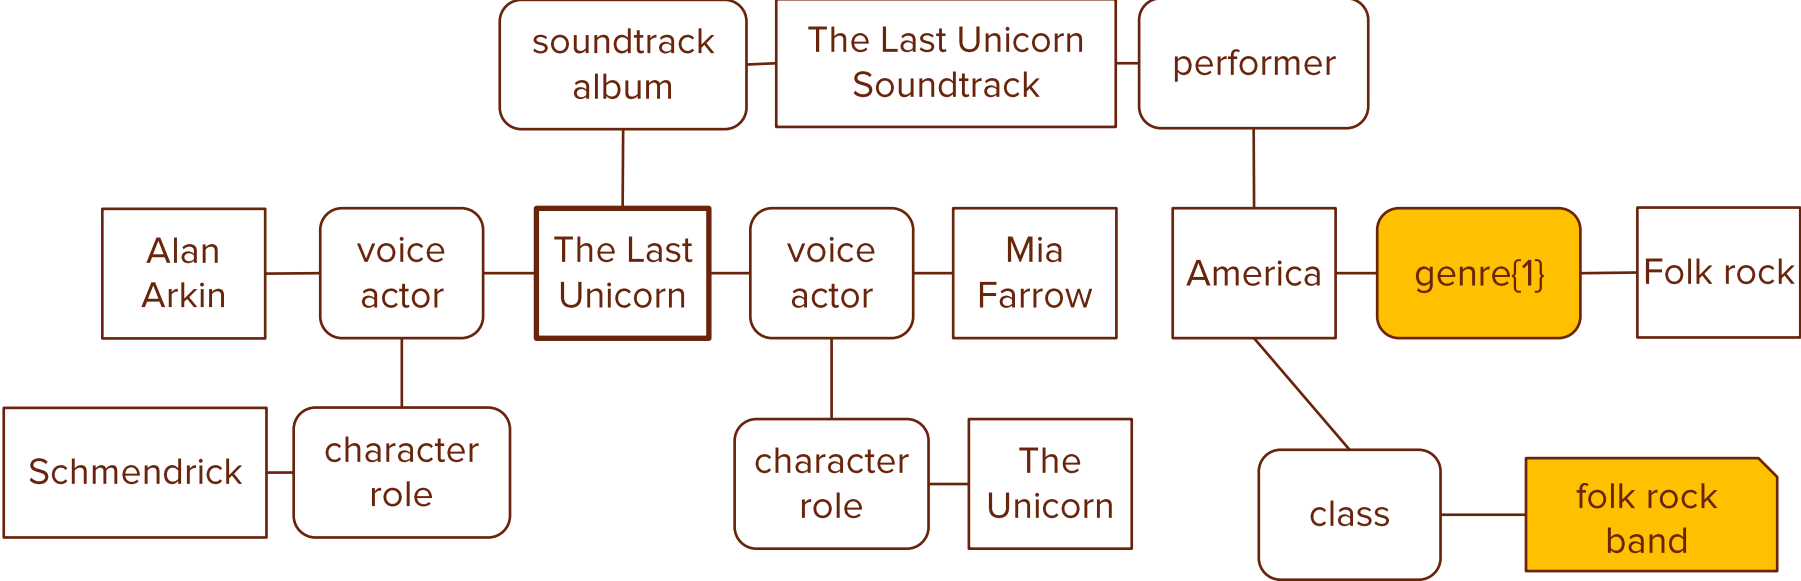 soundtrack
album
The Last Unicorn
Soundtrack
performer
Alan
Arkin
voice
actor
The Last
Unicorn
voice
actor
Mia
Farrow
America
genre{1}
Folk rock
Schmendrick
character
role
character
role
The
Unicorn
class
folk rock
band